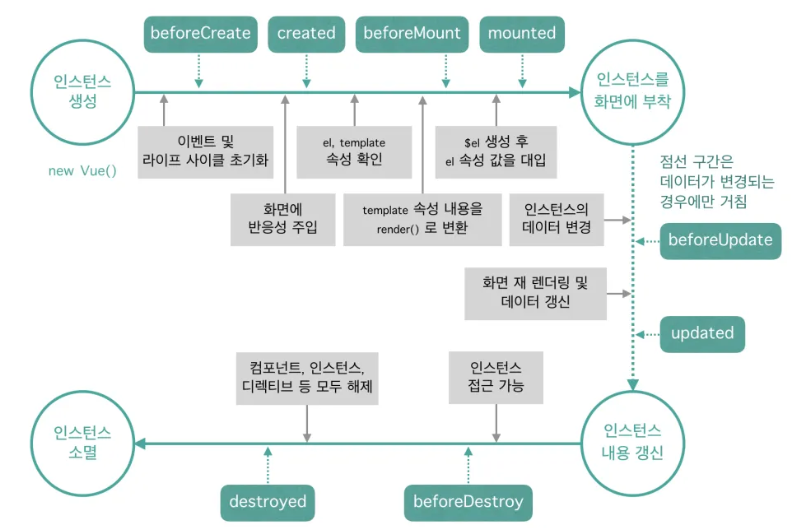 beforeCreate
created
beforeMount
mounted
인스턴스
생성
인스턴스를
화면에 부착
new Vue()
이벤트 및
라이프 사이클 초기화
el, template
속성 확인
$el 생성 후
el 속성 값을 대입
화면에
반응성 주입
template 속성 내용을
render() 로 변환
인스턴스의
데이터 변경
점선 구간은
데이터가 변경되는
경우에만 거침
beforeUpdate
화면 재 렌더링 및
데이터 갱신
updated
컴포넌트, 인스턴스,
디렉티브 등 모두 해제
인스턴스
접근 가능
인스턴스
소멸
인스턴스
내용 갱신
destroyed
beforeDestroy